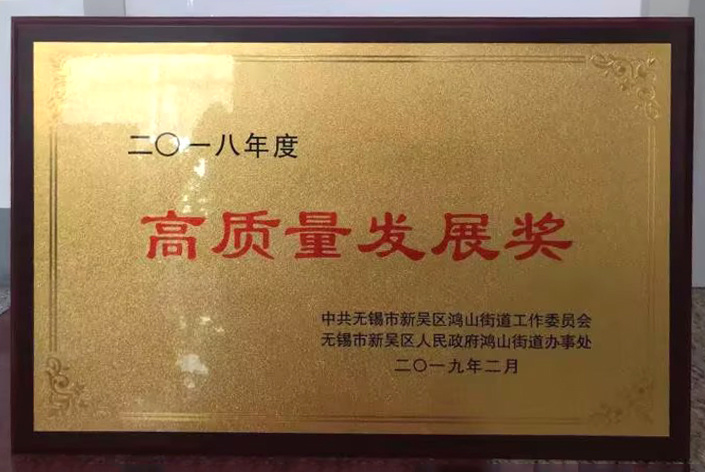 二〇一八年度
高质量发展奖
中共无锡市新吴区鸿山街道工作委员会
无锡市新吴区人民政府鸿山街道办事处
二〇一九年二月